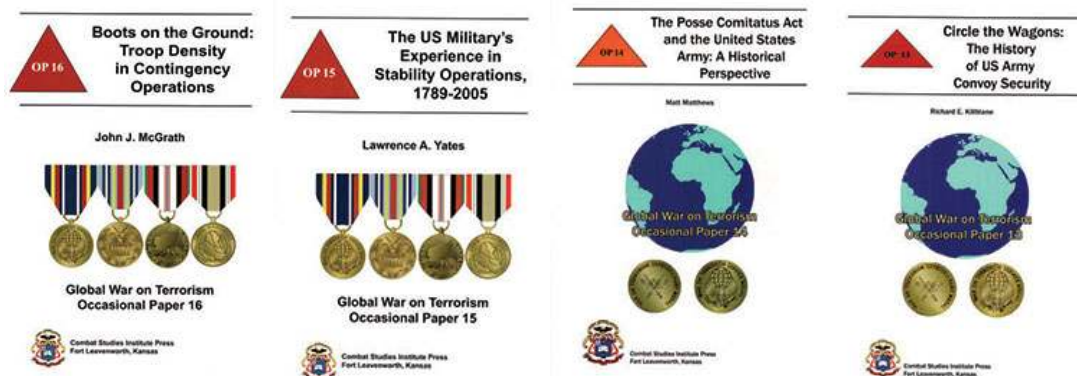 OP 16
Boots on the Ground:
Troop Density
in Contingency
Operations
John J. McGrath
Global War on Terrorism
Occasional Paper 16
Combat Studies Institute Press
Fort Leavenworth, Kansas
OP 15
The US Military's
Experience in
Stability Operations,
1789-2005
Lawrence A. Yates
Global War on Terrorism
Occasional Paper 15
Combat Studies Institute Press
Fort Leavenworth, Kansas
OP 14
The Posse Comitatus Act
and the United States
Army: A Historical
Perspective
Matt Matthews
Global War on Terrorism
Occasional Paper 14
Combat Studies Institute Press
Fort Leavenworth, Kansas
OP 13
Circle the Wagons:
The History
of US Army
Convoy Security
Richard E. Killblane
Global War on Terrorism
Occasional Paper 13
Combat Studies Institute Press
Fort Leavenworth, Kansas